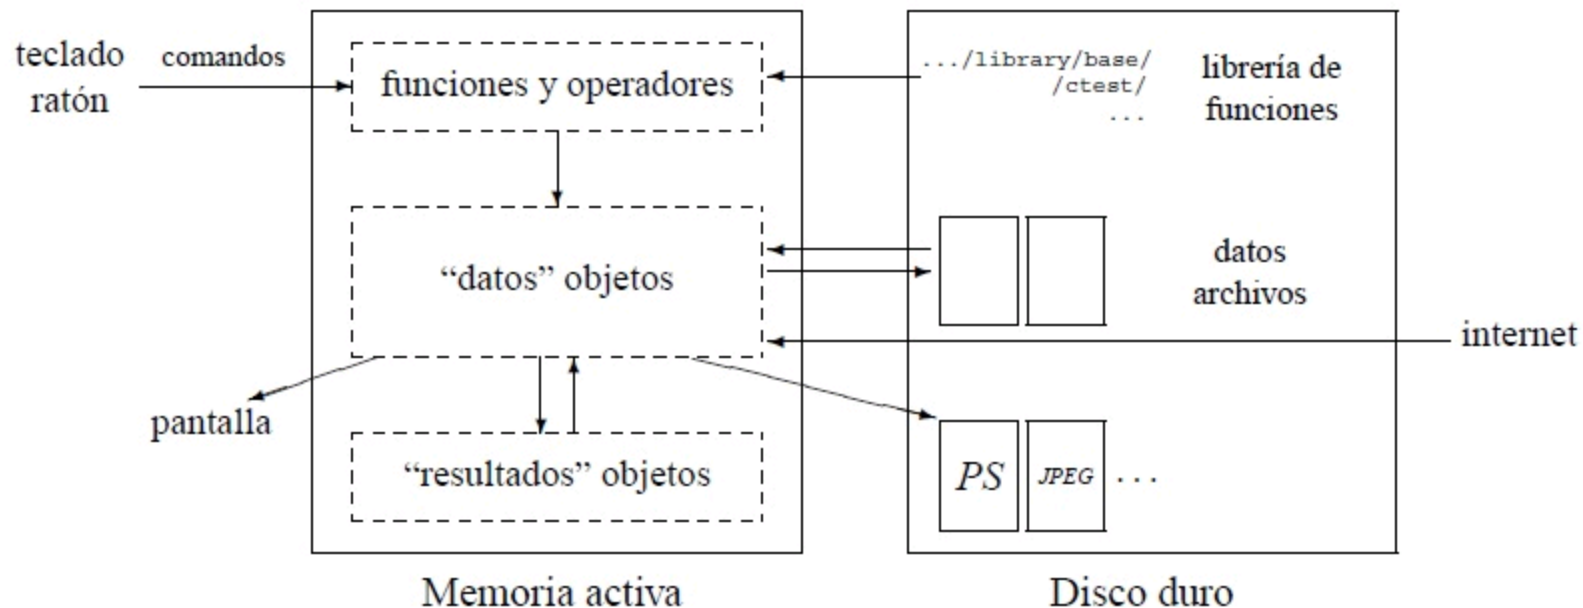 teclado
ratón
comandos
funciones y operadores
.../library/base/
/ctest/
...
librería de
funciones
“datos” objetos
datos
archivos
internet
pantalla
“resultados” objetos
PS
JPEG
...
Memoria activa
Disco duro